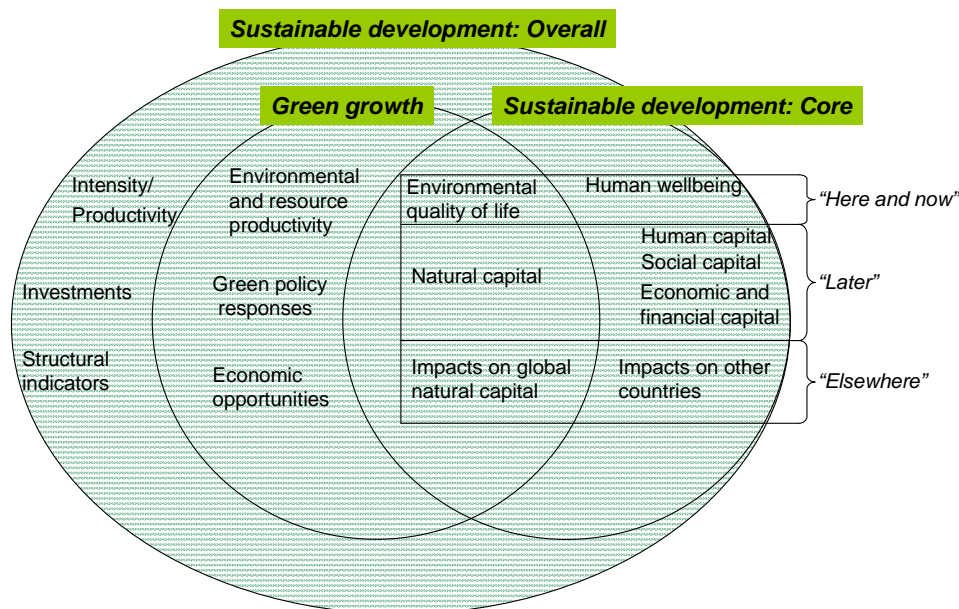 Sustainable development: Overall
Green growth
Sustainable development: Core
Intensity/
Productivity
Investments
Structural
indicators
Environmental
and resource
productivity
Green policy
responses
Economic
opportunities
Environmental
quality of life
Human wellbeing
"Here and now"
Natural capital
Human capital
Social capital
Economic and
financial capital
"Later"
Impacts on global
natural capital
Impacts on other
countries
"Elsewhere"